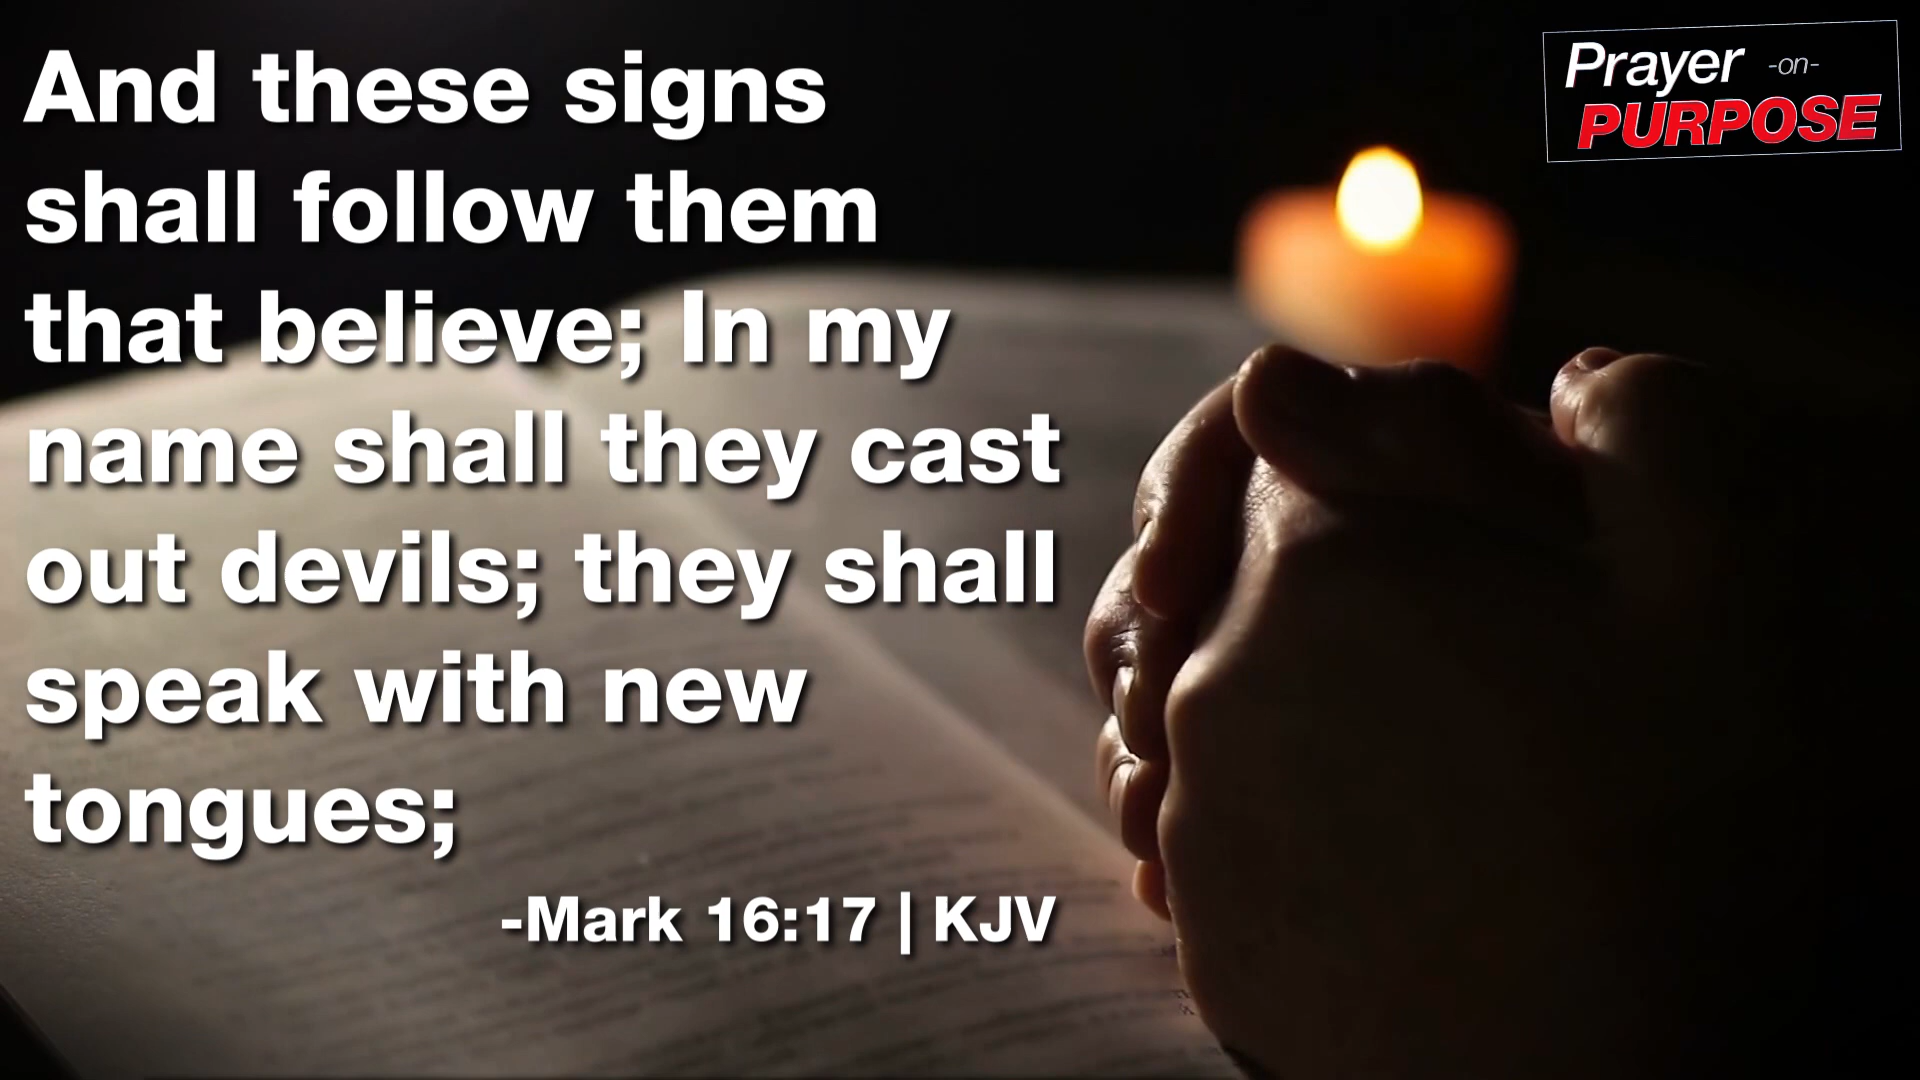 And these signs
shall follow them
that believe; In my
name shall they cast
out devils; they shall
speak with new
tongues;
-Mark 16:17 | KJV
Prayer -on-
PURPOSE